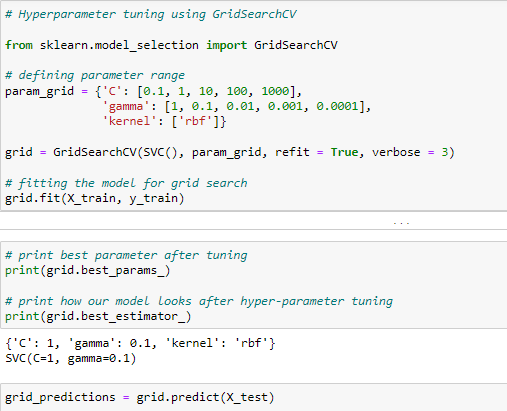 # Hyperparameter tuning using GridSearchCV
from sklearn.model_selection import GridSearchCV
# defining parameter range
param_grid = {'C': [0.1, 1, 10, 100, 1000],
'gamma': [1, 0.1, 0.01, 0.001, 0.0001],
'kernel': ['rbf']}
grid = GridSearchCV(SVC(), param_grid, refit = True, verbose = 3)
# fitting the model for grid search
grid.fit(X_train, y_train)
...
# print best parameter after tuning
print(grid.best_params_)
# print how our model looks after hyper-parameter tuning
print(grid.best_estimator_)
{'C': 1, 'gamma': 0.1, 'kernel': 'rbf'}
SVC(C=1, gamma=0.1)
grid_predictions = grid.predict(X_test)